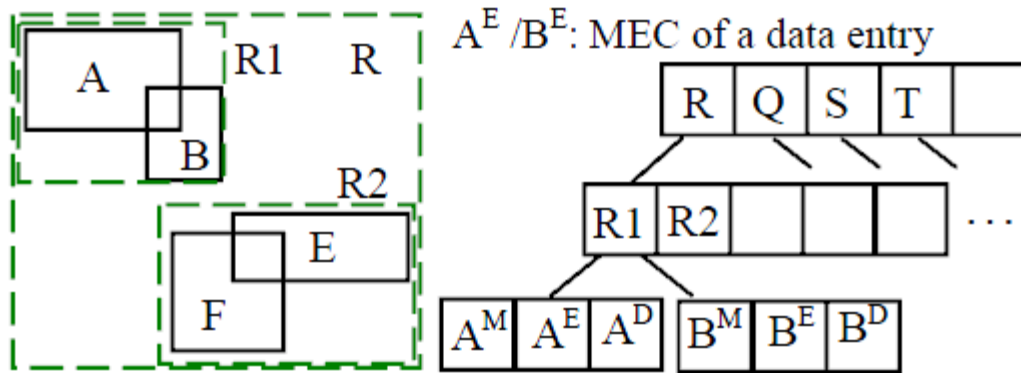 A^E /B^E: MEC of a data entry
A
R1
R
B
R2
E
F
R Q S T
R1 R2
...
A^M A^E A^D B^M B^E B^D